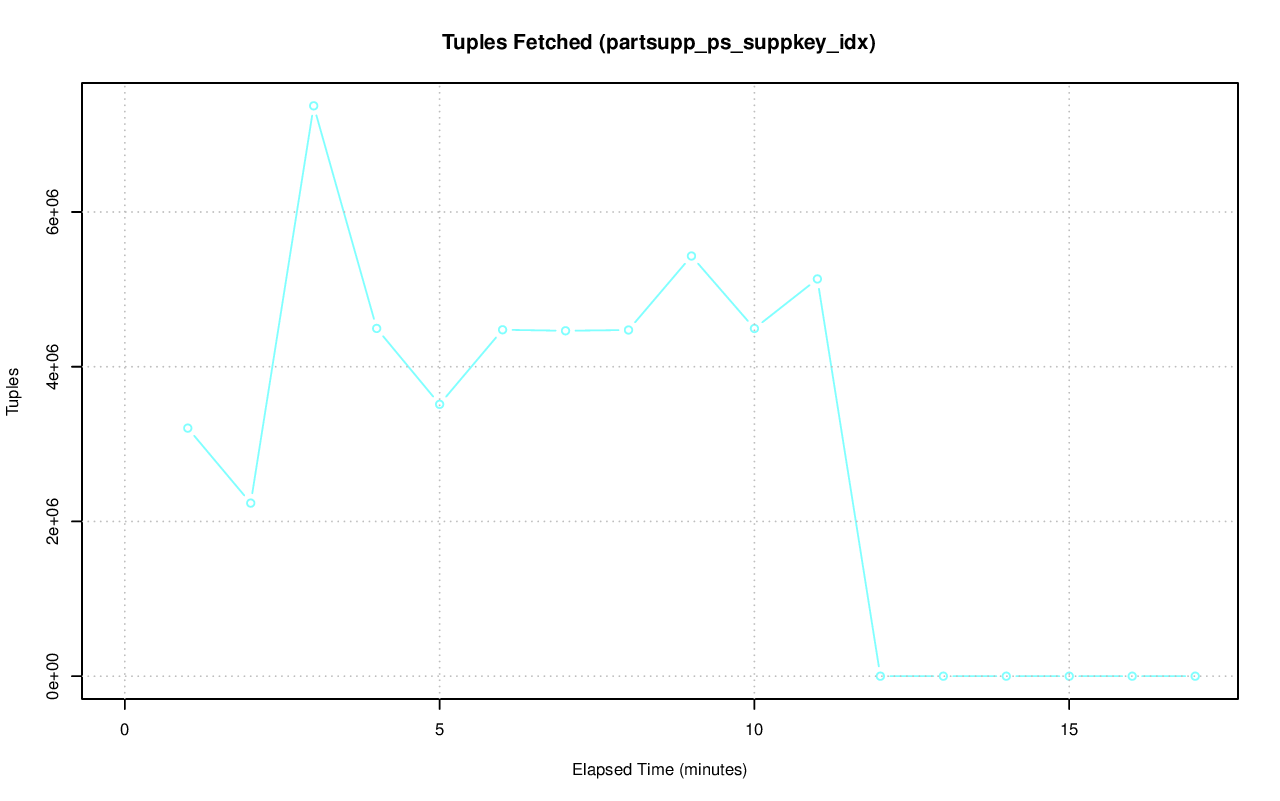 Tuples Fetched (partsupp_ps_suppkey_idx)
Tuples
6e+06
4e+06
2e+06
0e+00
0 5 10 15
Elapsed Time (minutes)